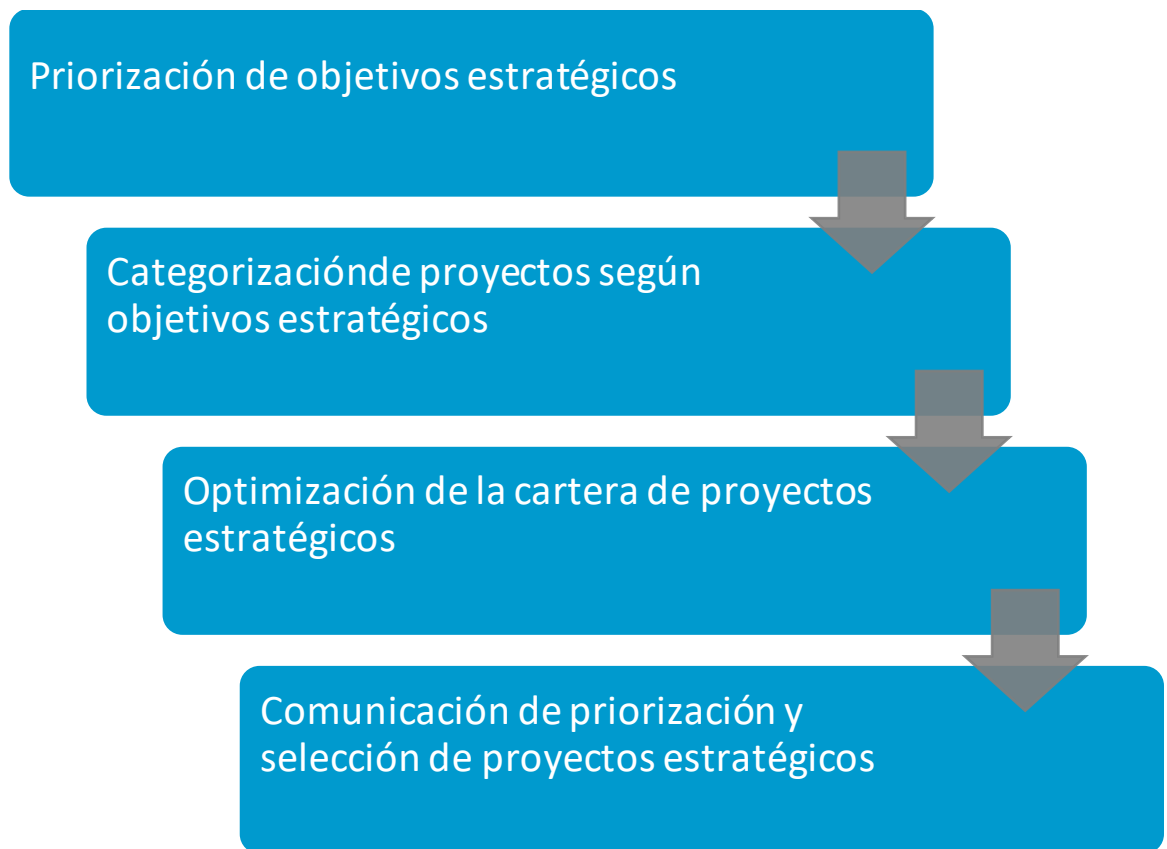 Priorización de objetivos estratégicos
Categorizaciónde proyectos según
objetivos estratégicos
Optimización de la cartera de proyectos
estratégicos
Comunicación de priorización y
selección de proyectos estratégicos